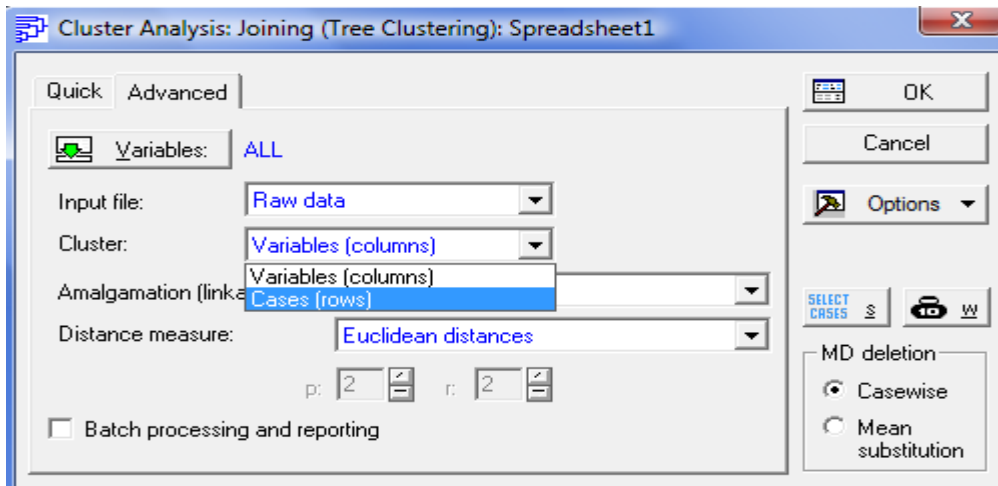 Cluster Analysis: Joining (Tree Clustering): Spreadsheet1
Quick Advanced
Variables: ALL
Input file: Raw data
Cluster: Variables (columns)
Variables (columns)
Amalgamation (linka
Cases (rows)
Distance measure: Euclidean distances
p: 2 r: 2
Batch processing and reporting
OK
Cancel
Options
SELECT
CASES S
W
MD deletion
Casewise
Mean
substitution